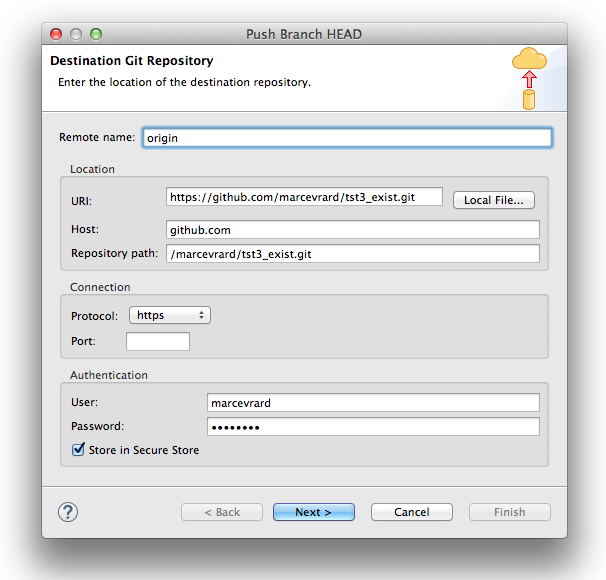 Push Branch HEAD
Destination Git Repository
Enter the location of the destination repository.
Remote name: origin
Location
URI: https://github.com/marcevrard/tst3_exist.git Local File...
Host: github.com
Repository path: /marcevrard/tst3_exist.git
Connection
Protocol: https
Port:
Authentication
User: marcevrard
Password: ••••••••
Store in Secure Store
? < Back Next > Cancel Finish